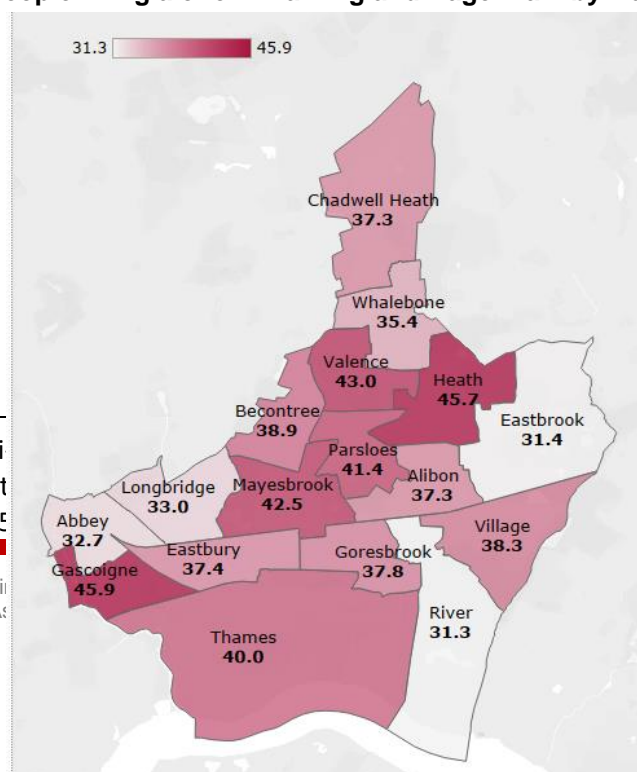 31.3 45.9
Chadwell Heath
37.3
Whalebone
35.4
Valence
43.0
Heath
45.7
Becontree
38.9
Eastbrook
31.4
Parsloes
41.4
Alibon
37.3
Longbridge
33.0
Mayesbrook
42.5
Abbey
32.7
Village
38.3
Eastbury
37.4
Goresbrook
37.8
Gascoigne
45.9
River
31.3
Thames
40.0